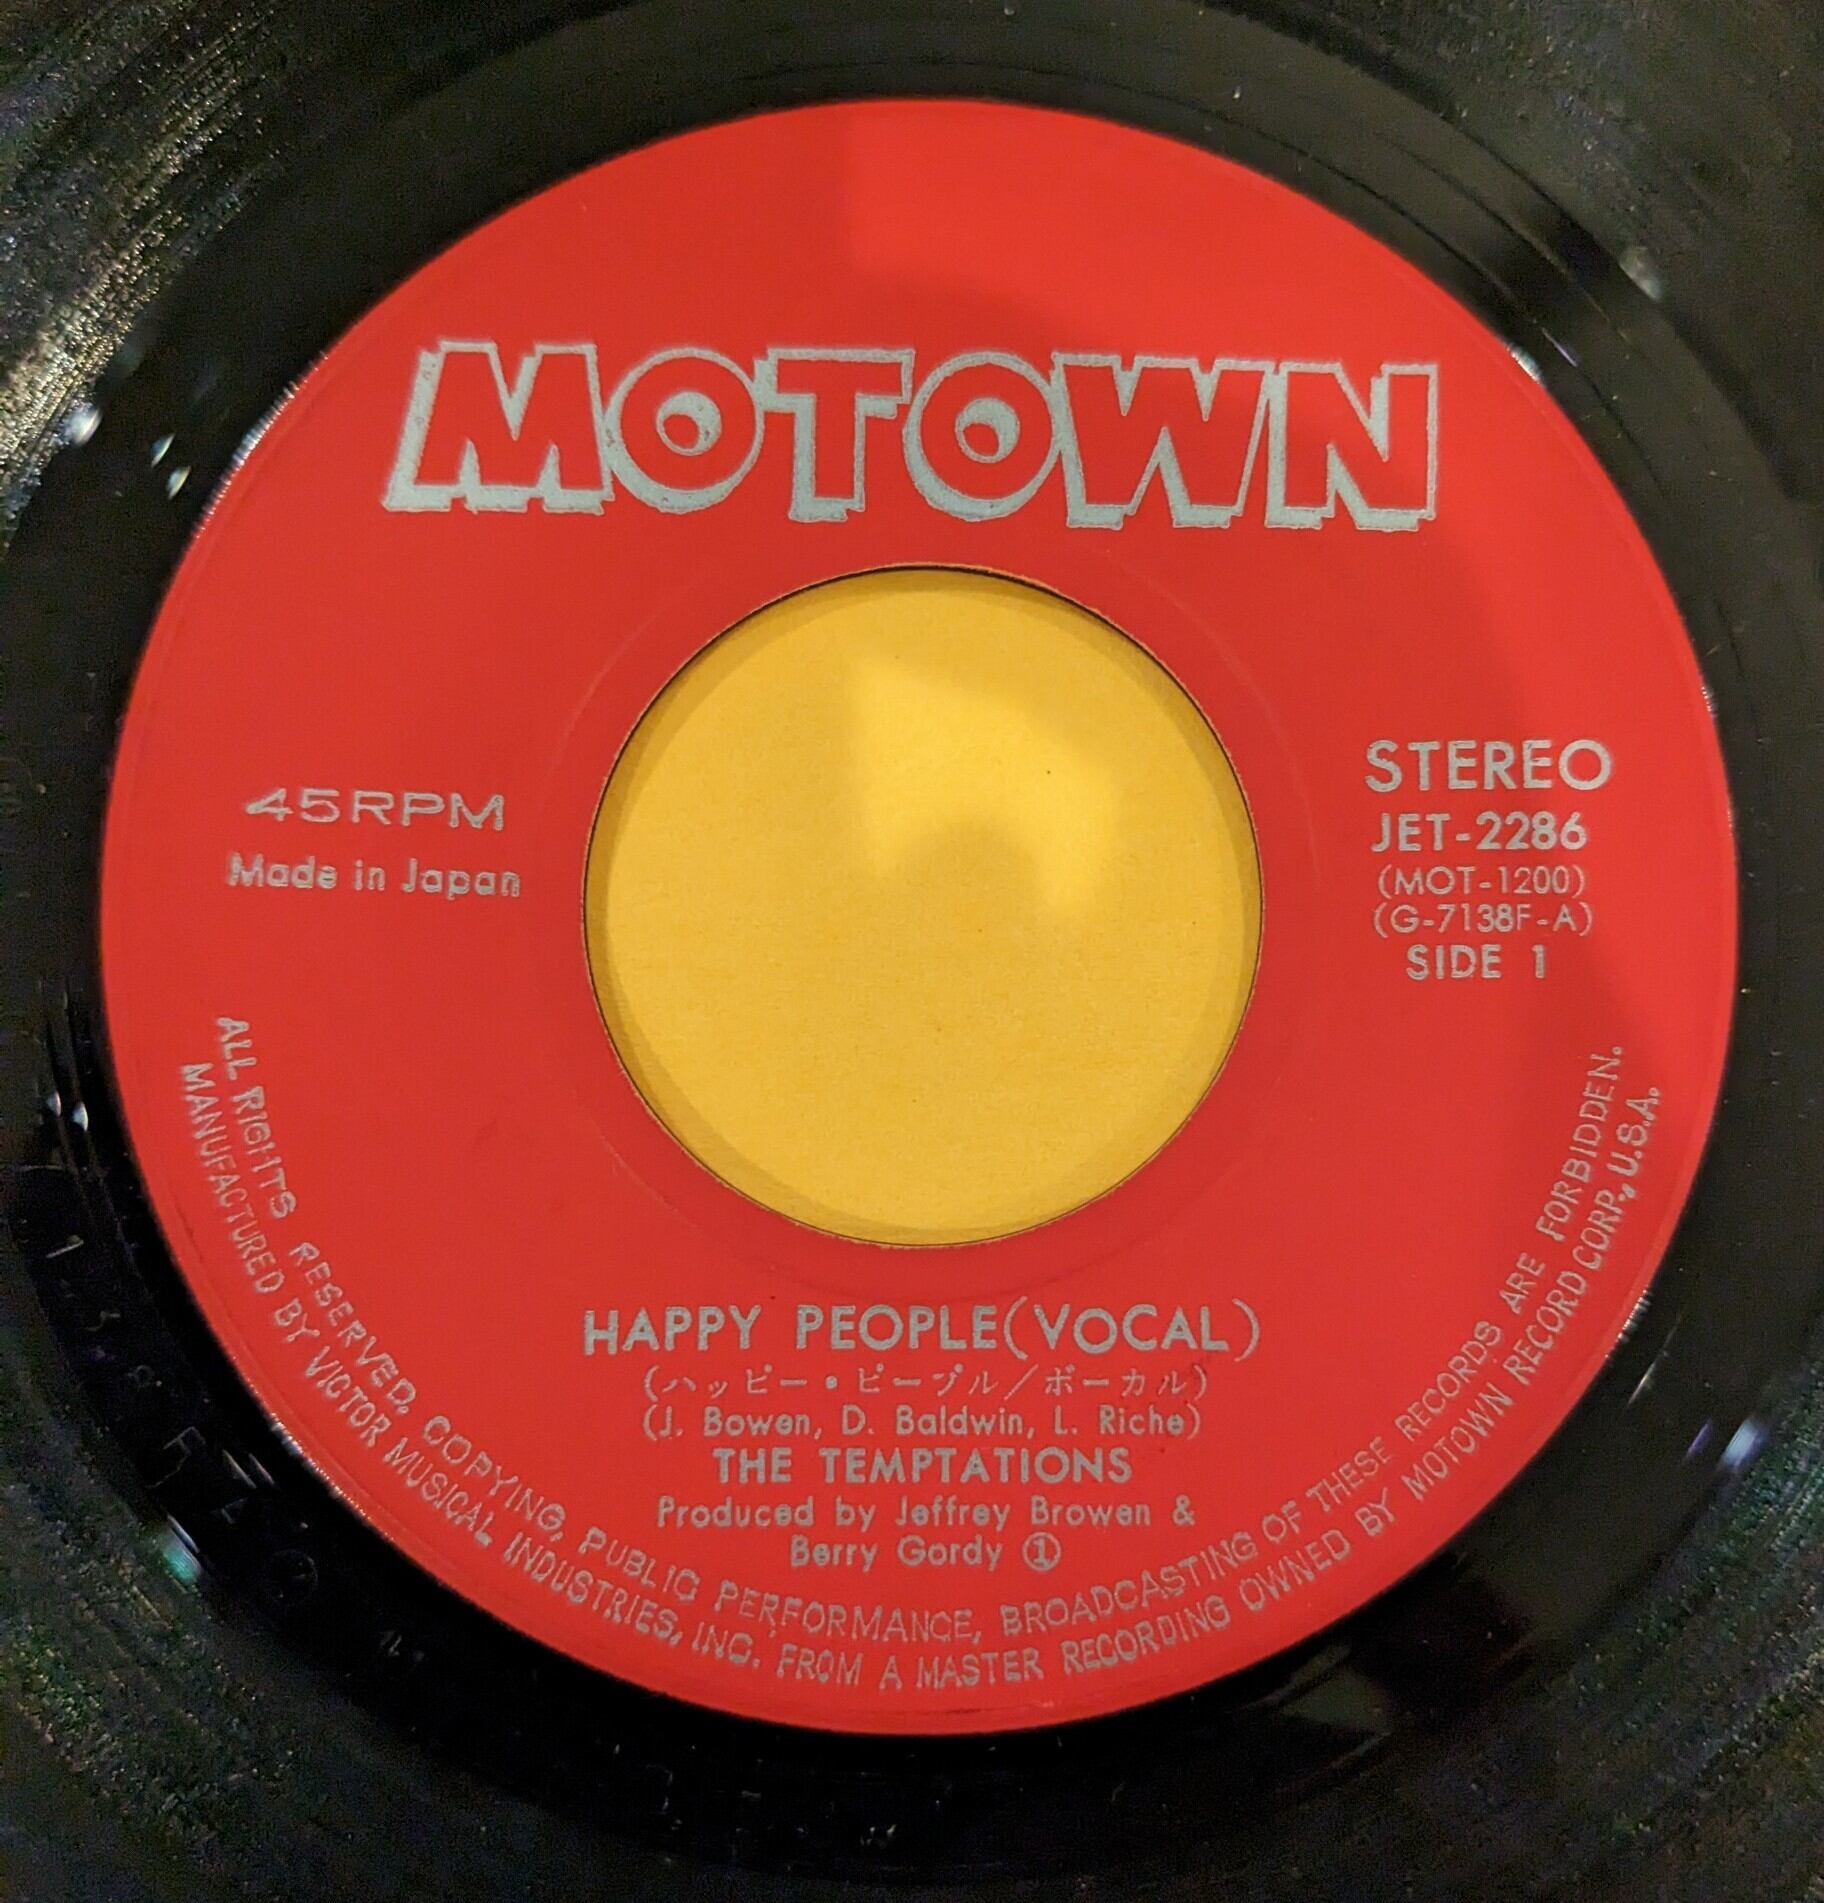 MOTOWN
45RPM
Made in Japan
STEREO
JET-2286
(MOT-1200)
(G-7138F-A)
SIDE 1
HAPPY PEOPLE(VOCAL)
(ハッピー・ピープル／ボーカル)
(J. Bowen, D. Baldwin, L. Riche)
THE TEMPTATIONS
Produced by Jeffrey Browen &
Berry Gordy ①
ALL RIGHTS RESERVED. COPYING, PUBLIC PERFORMANCE, BROADCASTING OF THESE RECORDS ARE FORBIDDEN.
MANUFACTURED BY VICTOR MUSICAL INDUSTRIES, INC. FROM A MASTER RECORDING OWNED BY MOTOWN RECORD CORP., U.S.A.